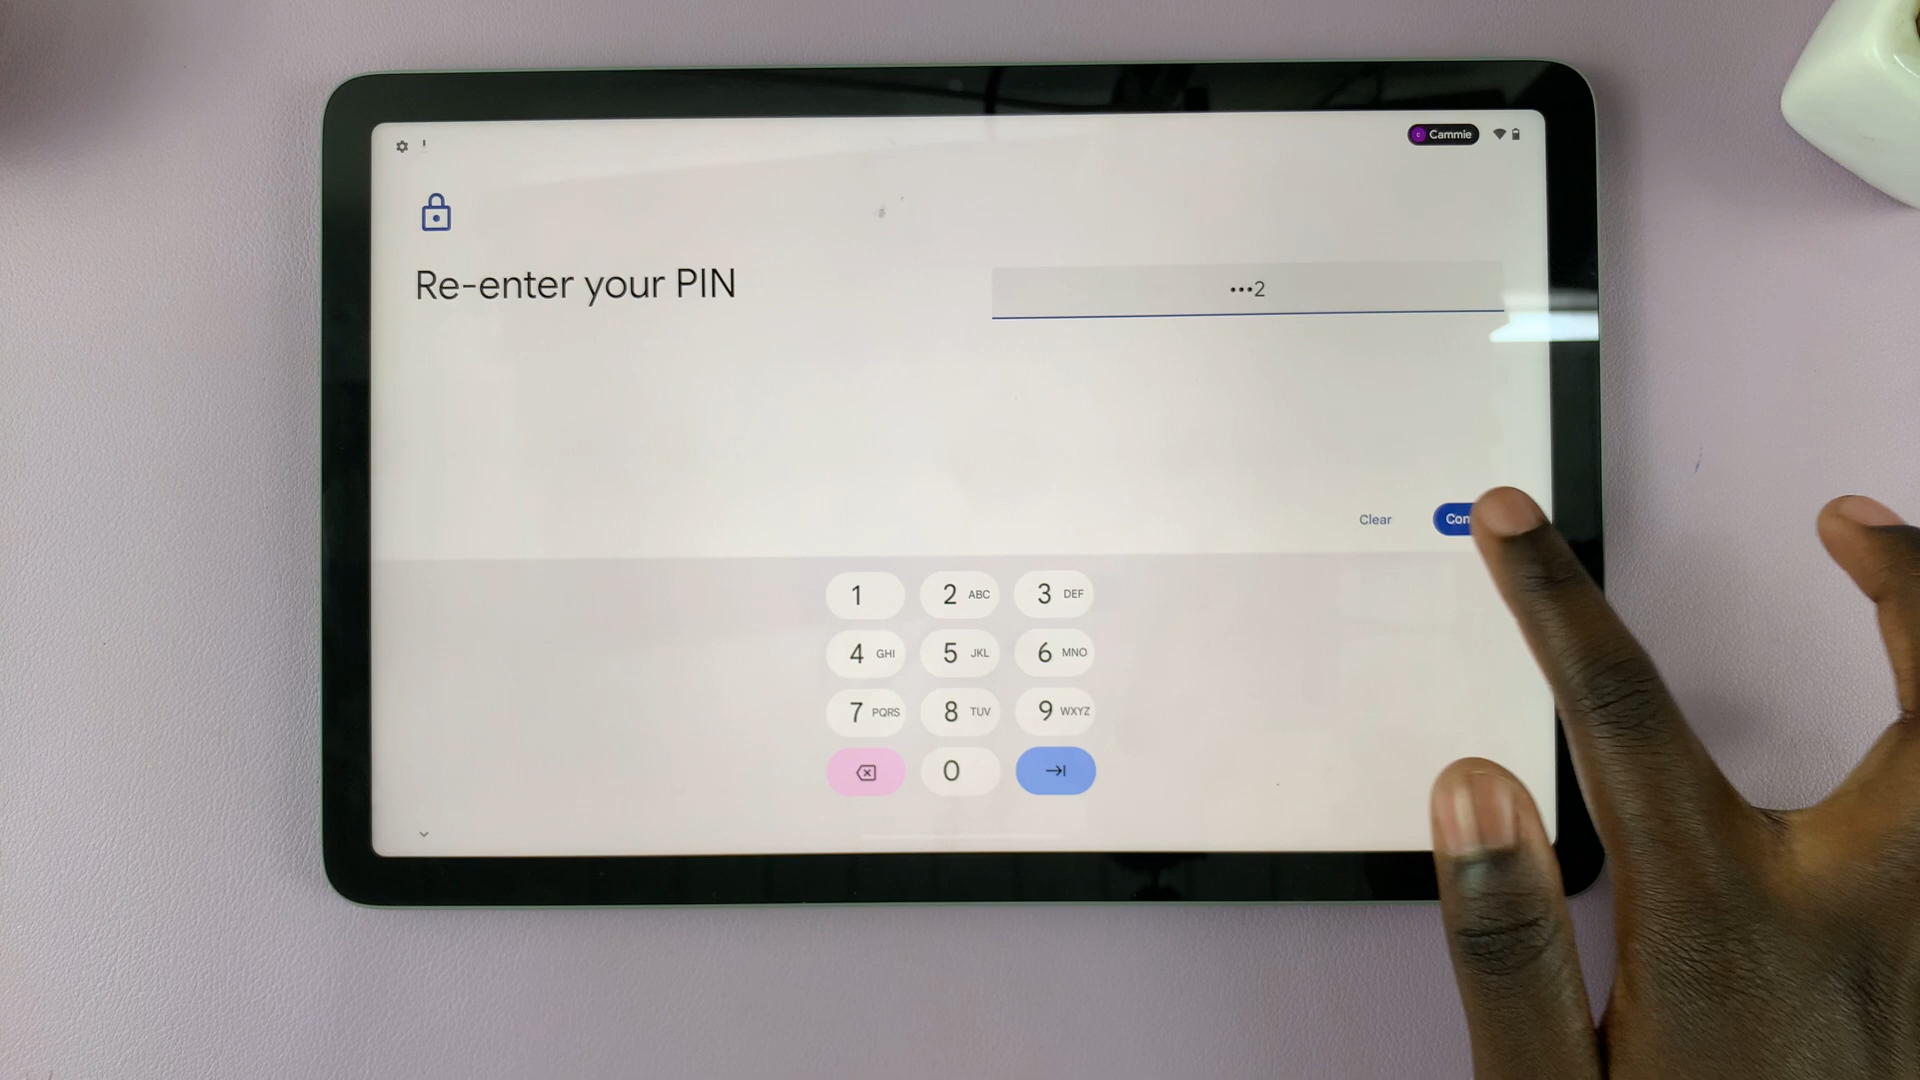 Cammie
Re-enter your PIN
•••2
Clear
Con
1
2 ABC
3 DEF
4 GHI
5 JKL
6 MNO
7 PQRS
8 TUV
9 WXYZ
0